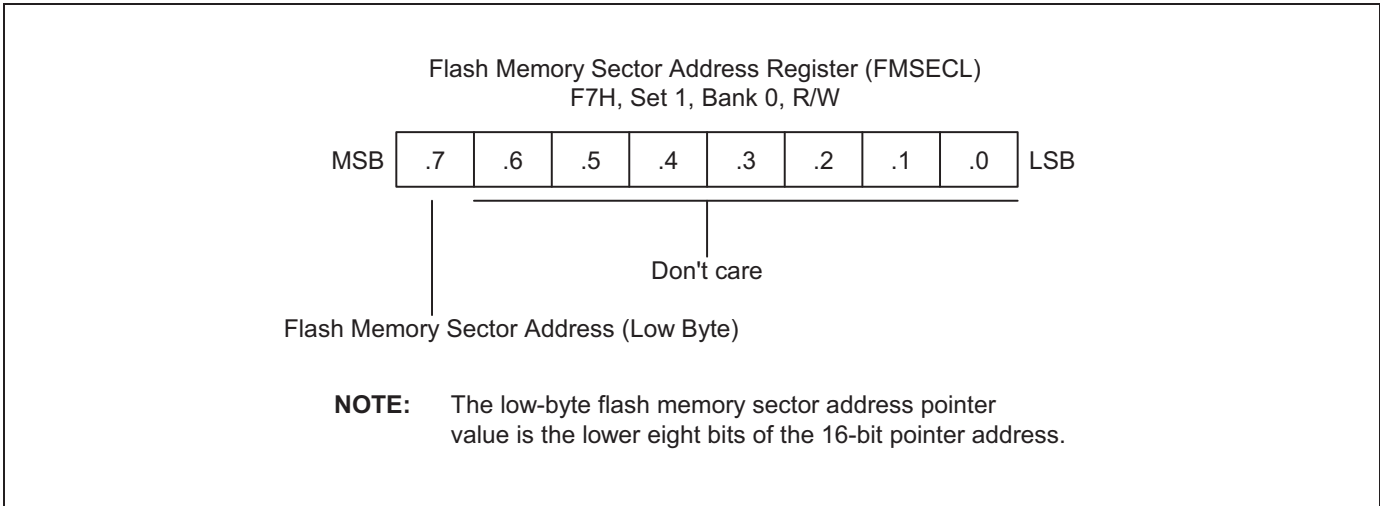 Flash Memory Sector Address Register (FMSECL)
F7H, Set 1, Bank 0, R/W
MSB .7 .6 .5 .4 .3 .2 .1 .0 LSB
Don't care
Flash Memory Sector Address (Low Byte)
NOTE: The low-byte flash memory sector address pointer
value is the lower eight bits of the 16-bit pointer address.